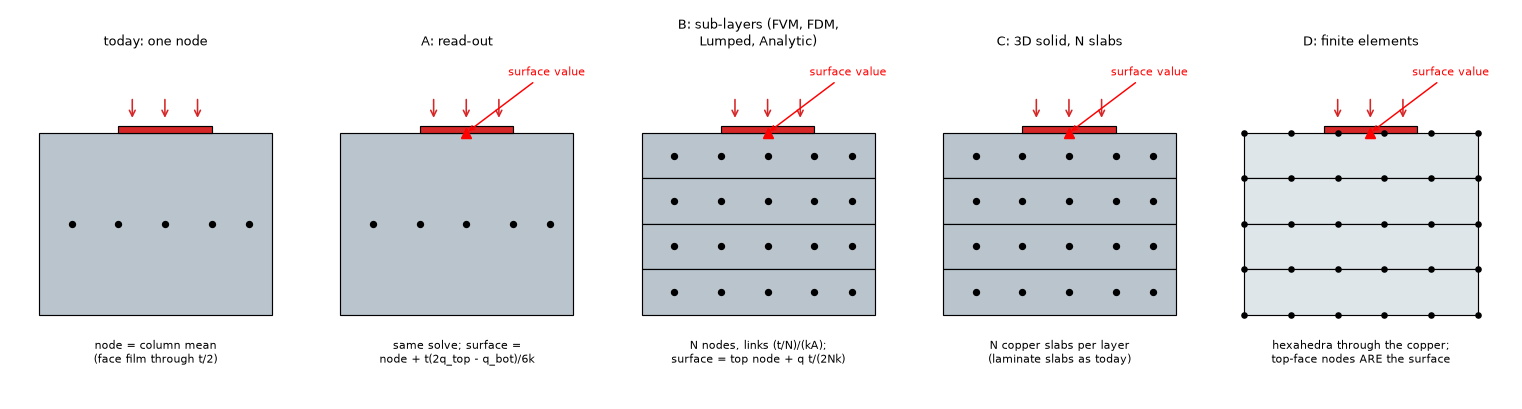 today: one node
A: read-out
B: sub-layers (FVM, FDM,
Lumped, Analytic)
C: 3D solid, N slabs
D: finite elements
surface value
surface value
surface value
surface value
node = column mean
(face film through t/2)
same solve; surface =
node + t(2q_top - q_bot)/6k
N nodes, links (t/N)/(kA);
surface = top node + q t/(2Nk)
N copper slabs per layer
(laminate slabs as today)
hexahedra through the copper;
top-face nodes ARE the surface